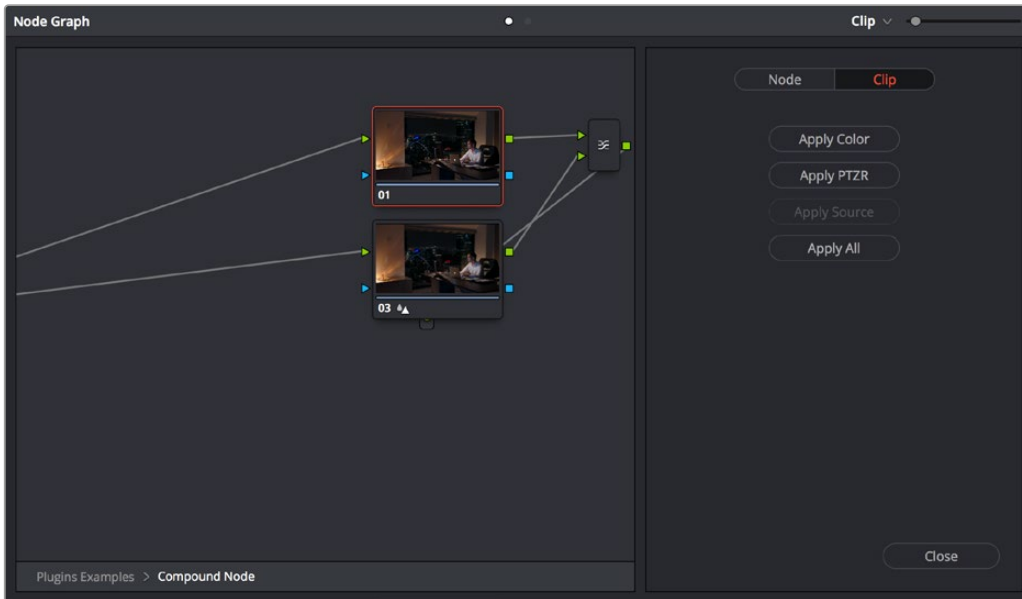 Node Graph
Clip
Node
Clip
Apply Color
Apply PTZR
Apply Source
Apply All
01
03
Close
Plugins Examples > Compound Node